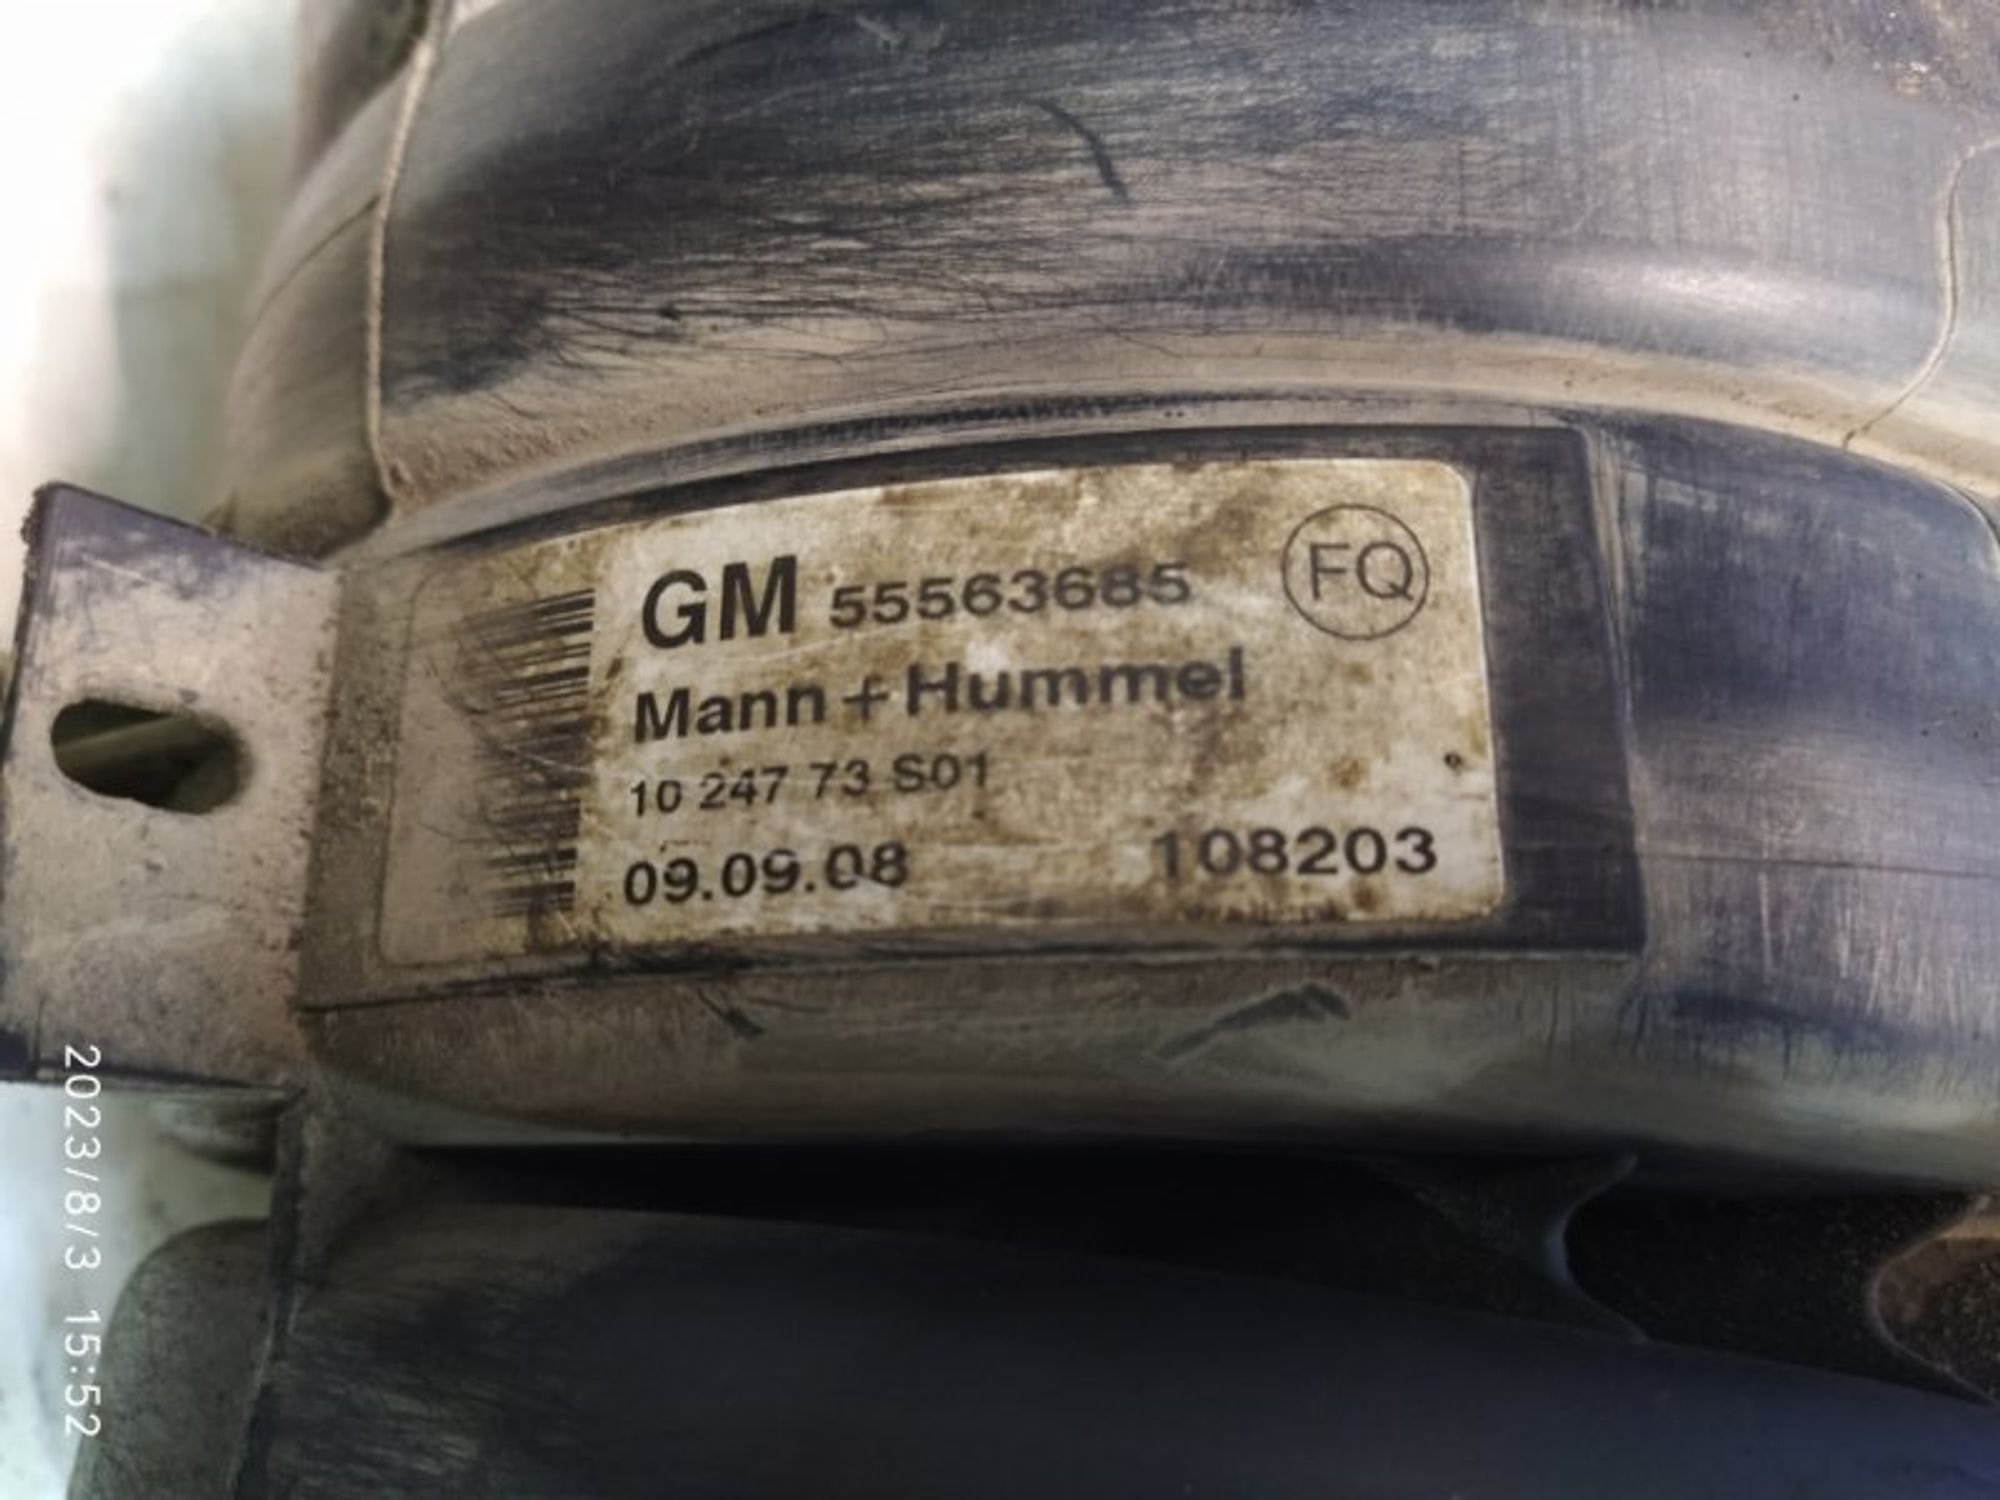 GM 55563685 FQ
Mann+Hummel
10 247 73 S01
09.09.08 108203
2023/8/3 15:52